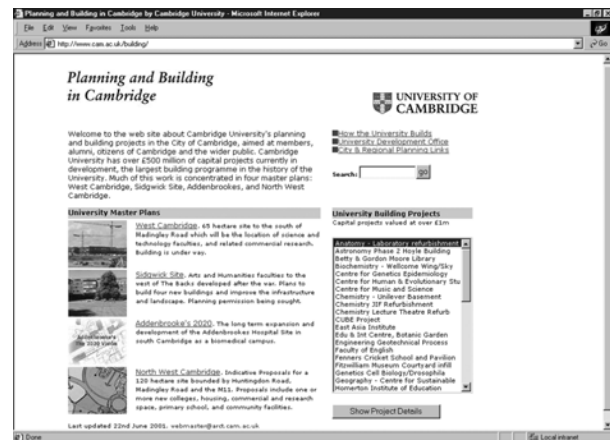 Planning and Building in Cambridge by Cambridge University - Microsoft Internet Explorer
File Edit View Favorites Tools Help
Address http://www.cam.ac.uk/building/
Go
Planning and Building
in Cambridge
UNIVERSITY OF
CAMBRIDGE
Welcome to the web site about Cambridge University's planning
and building projects in the City of Cambridge, aimed at members,
alumni, citizens of Cambridge and the wider public. Cambridge
University has over £500 million of capital projects currently in
development, the largest building programme in the history of the
University. Much of this work is concentrated in four master plans:
West Cambridge, Sidgwick Site, Addenbrookes, and North West
Cambridge.
How the University Builds
University Development Office
City & Regional Planning Links
Search: go
University Master Plans
West Cambridge. 65 hectare site to the south of
Madingley Road which will be the location of science and
technology faculties, and related commercial research.
Building is under way.
Sidgwick Site. Arts and Humanities faculties to the
west of The Backs developed after the war. Plans to
build four new buildings and improve the infrastructure
and landscape. Planning permission being sought.
Addenbrooke's 2020. The long term expansion and
development of the Addenbrookes Hospital Site in
south Cambridge as a biomedical campus.
North West Cambridge. Indicative Proposals for a
120 hectare site bounded by Huntingdon Road,
Madingley Road and the M11. Proposals include one or
more new colleges, housing, commercial and research
space, primary school, and community facilities.
Last updated 22nd June 2001. webmaster@arct.cam.ac.uk
University Building Projects
Capital projects valued at over £1m
Anatomy - Laboratory refurbishment
Astronomy Phase 2 Hoyle Building
Betty & Gordon Moore Library
Biochemistry - Wellcome Wing/Sky
Centre for Genetics Epidemiology
Centre for Human & Evolutionary Stu
Centre for Music and Science
Chemistry - Unilever Basement
Chemistry JIF Refurbishment
Chemistry Lecture Theatre Refurb
CUBE Project
East Asia Institute
Edu & Int Centre, Botanic Garden
Engineering Geotechnical Process
Faculty of English
Fenners Cricket School and Pavilion
Fitzwilliam Museum Courtyard infill
Genetics Cell Biology/Drosophila
Geography - Centre for Sustainable
Homerton Institute of Education
Show Project Details
Done
Local intranet